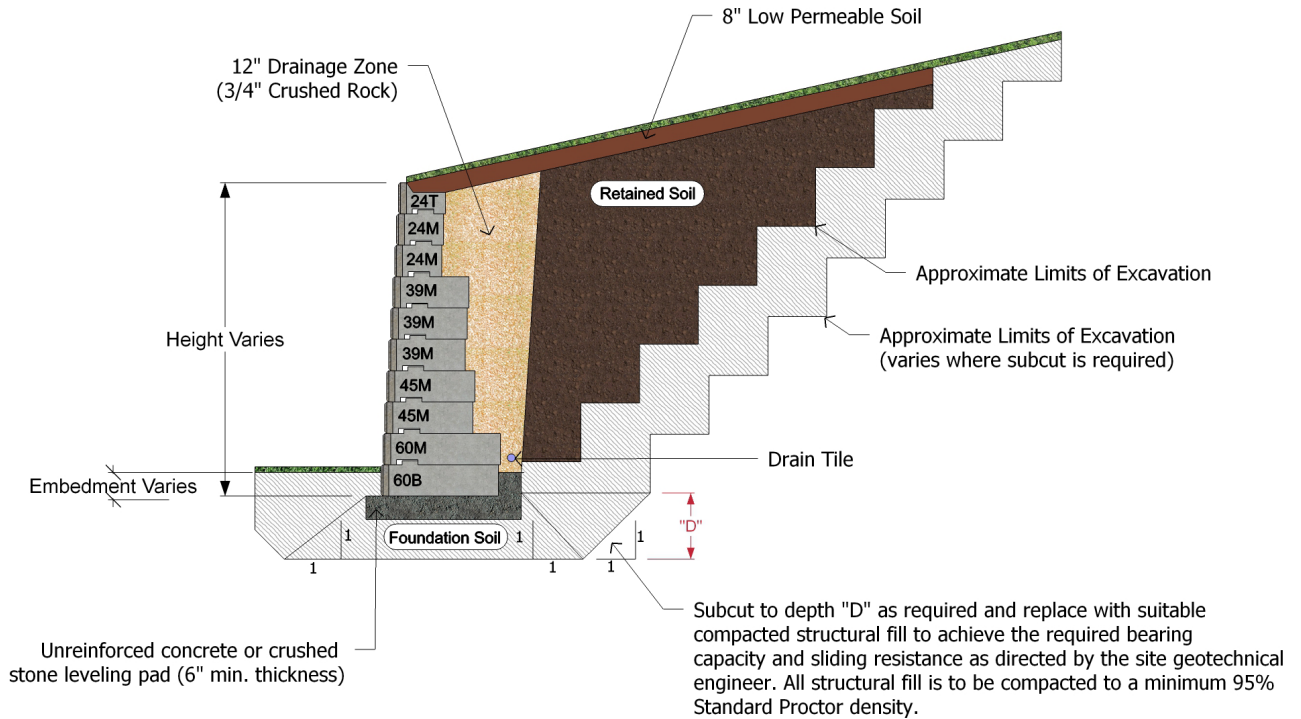 8" Low Permeable Soil
12" Drainage Zone
(3/4" Crushed Rock)
Retained Soil
24T
24M
24M
39M
39M
39M
45M
45M
60M
60B
Height Varies
Approximate Limits of Excavation
Approximate Limits of Excavation
(varies where subcut is required)
Drain Tile
Embedment Varies
"D"
Foundation Soil
1
1
1
1
1
1
Unreinforced concrete or crushed
stone leveling pad (6" min. thickness)
Subcut to depth "D" as required and replace with suitable
compacted structural fill to achieve the required bearing
capacity and sliding resistance as directed by the site geotechnical
engineer. All structural fill is to be compacted to a minimum 95%
Standard Proctor density.